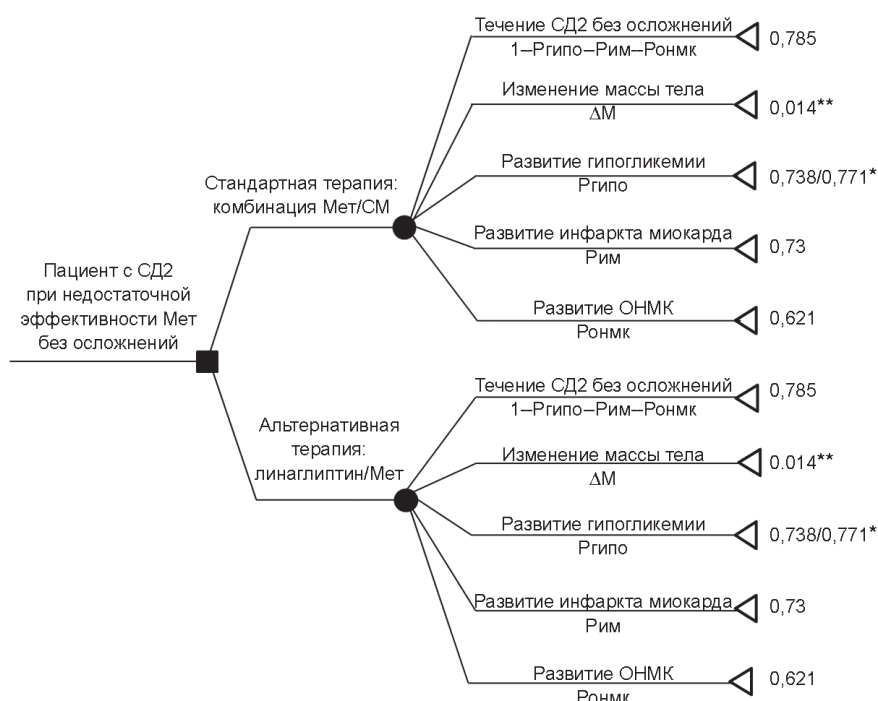 Течение СД2 без осложнений
1–Pгипо–Рим–Ронмк
0,785
Изменение массы тела
ΔМ
0,014**
Развитие гипогликемии
Ргипо
0,738/0,771*
Стандартная терапия:
комбинация Мет/СМ
Развитие инфаркта миокарда
Рим
0,73
Развитие ОНМК
Ронмк
0,621
Пациент с СД2
при недостаточной
эффективности Мет
без осложнений
Течение СД2 без осложнений
1–Pгипо–Рим–Ронмк
0,785
Альтернативная
терапия:
линаглиптин/Мет
Изменение массы тела
ΔМ
0.014**
Развитие гипогликемии
Ргипо
0,738/0,771*
Развитие инфаркта миокарда
Рим
0,73
Развитие ОНМК
Ронмк
0,621